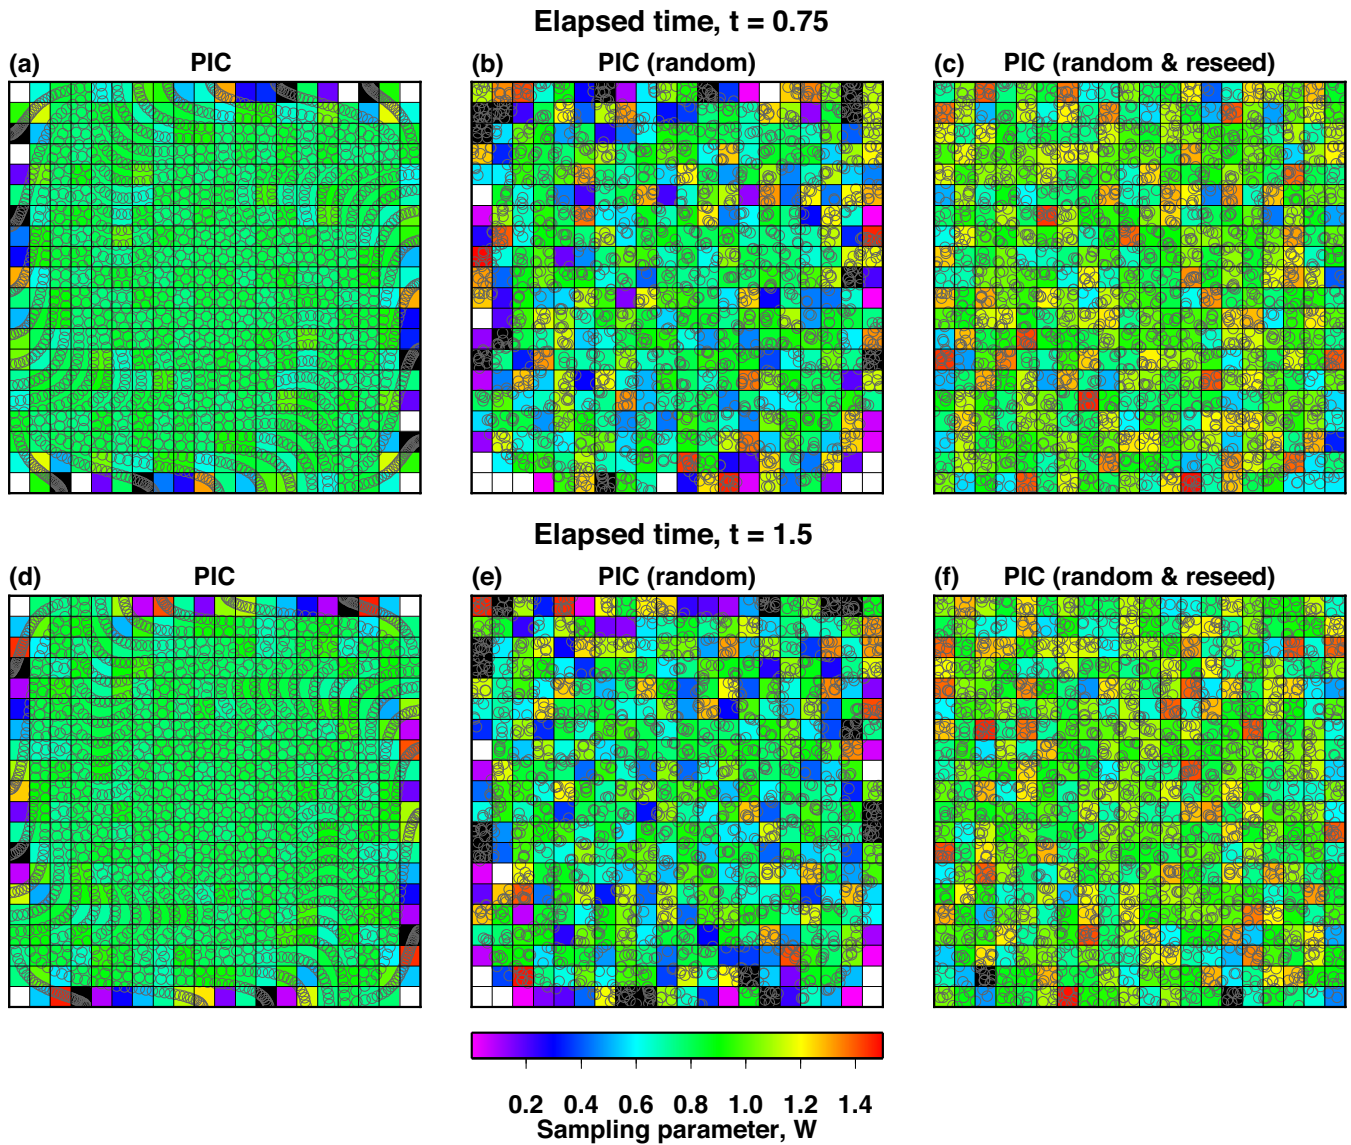 Elapsed time, t = 0.75
(a) PIC
(b) PIC (random)
(c) PIC (random & reseed)
Elapsed time, t = 1.5
(d) PIC
(e) PIC (random)
(f) PIC (random & reseed)
0.2 0.4 0.6 0.8 1.0 1.2 1.4
Sampling parameter, W